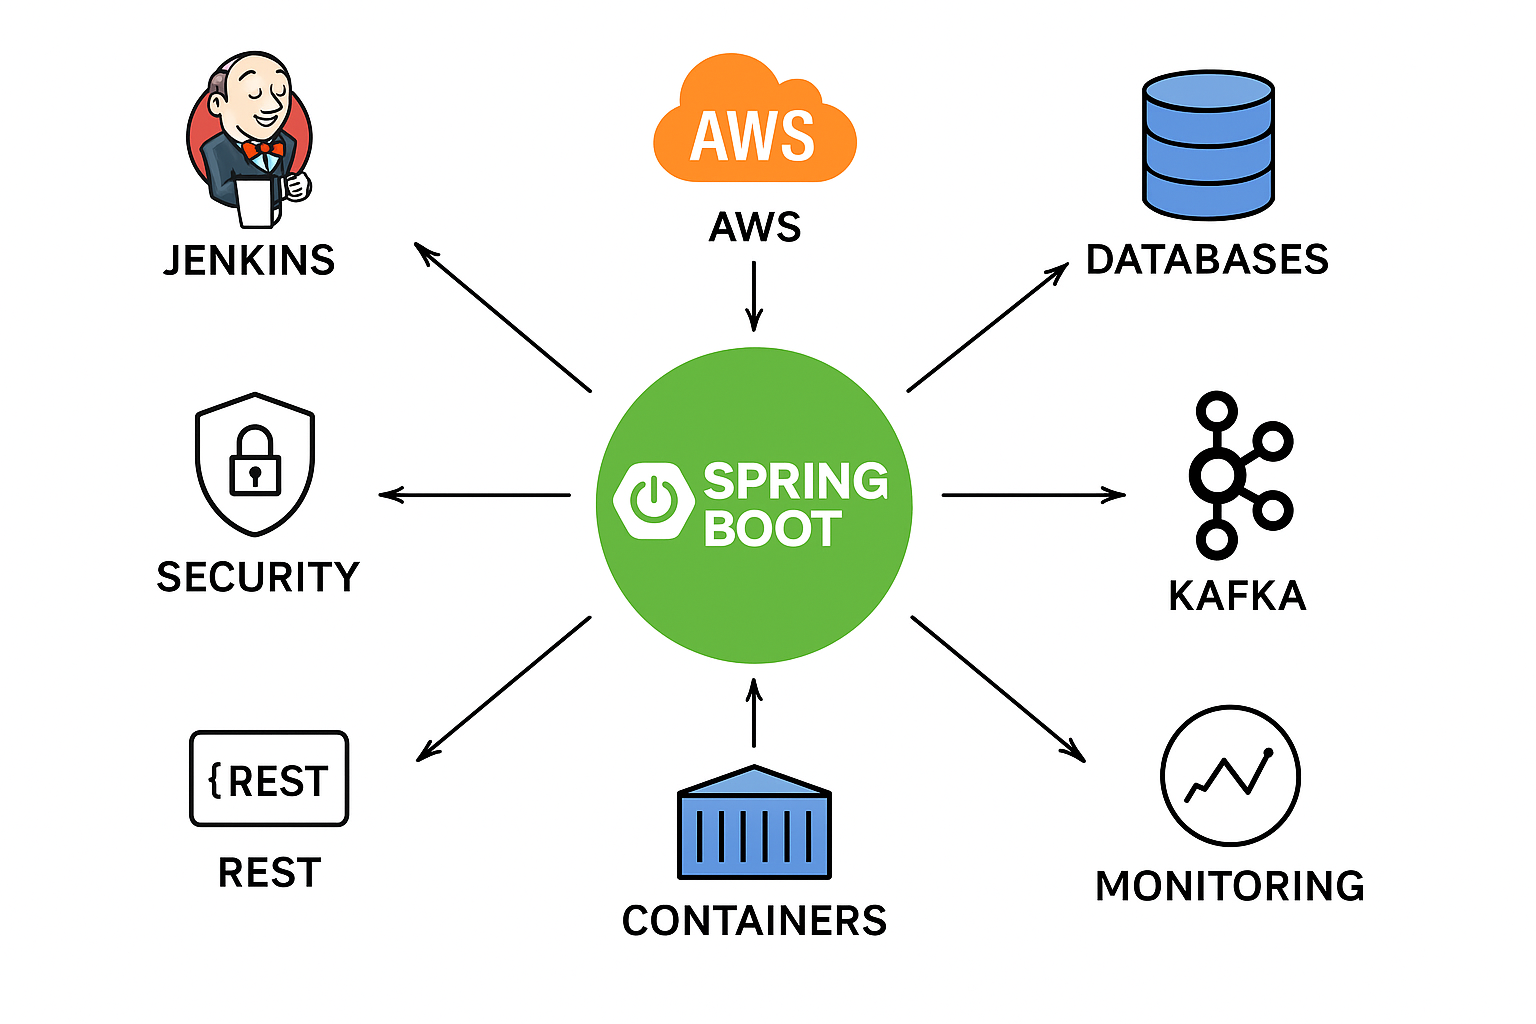 AWS
JENKINS
AWS
DATABASES
SPRING
BOOT
SECURITY
KAFKA
{REST
REST
CONTAINERS
MONITORING